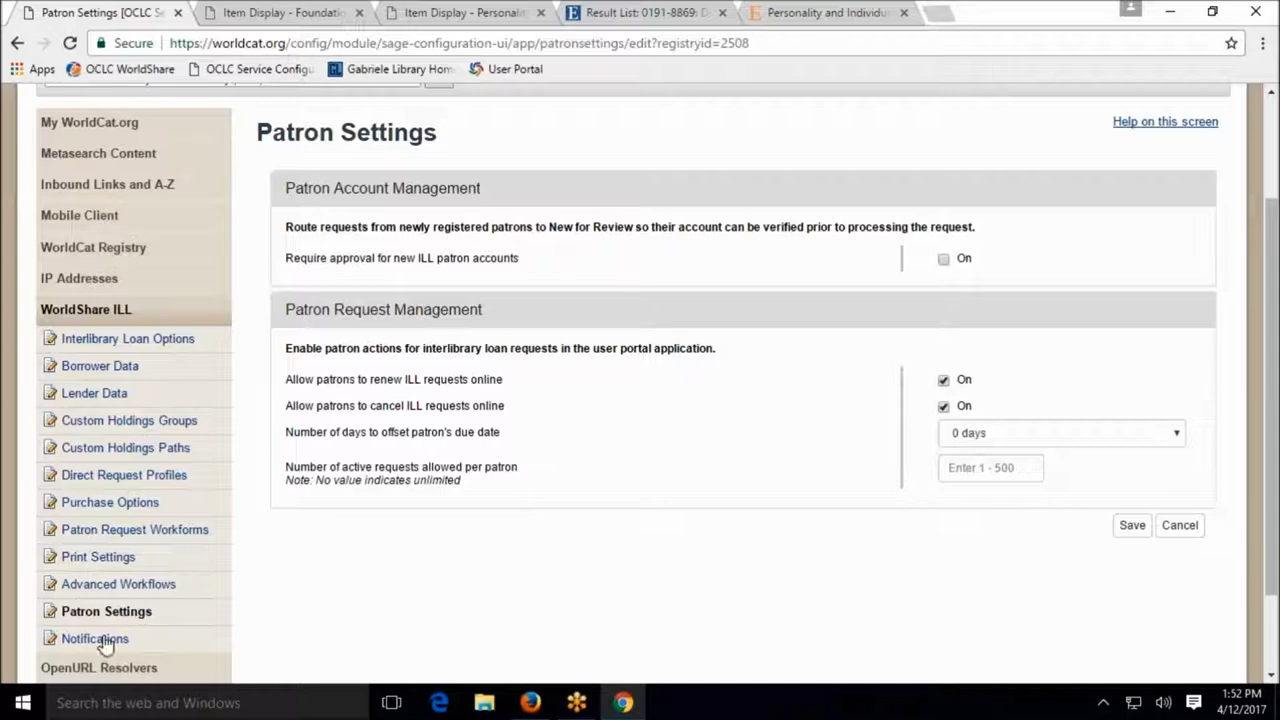 Patron Settings [OCLC Se
Item Display - Foundatio
Item Display - Personalit
Result List: 0191-8869: D
Personality and Individu
Secure
https://worldcat.org/config/module/sage-configuration-ui/app/patronsettings/edit?registryid=2508
Apps
OCLC WorldShare
OCLC Service Configu
Gabriele Library Hom
User Portal
My WorldCat.org
Metasearch Content
Inbound Links and A-Z
Mobile Client
WorldCat Registry
IP Addresses
WorldShare ILL
Interlibrary Loan Options
Borrower Data
Lender Data
Custom Holdings Groups
Custom Holdings Paths
Direct Request Profiles
Purchase Options
Patron Request Workforms
Print Settings
Advanced Workflows
Patron Settings
Notifications
OpenURL Resolvers
Patron Settings
Help on this screen
Patron Account Management
Route requests from newly registered patrons to New for Review so their account can be verified prior to processing the request.
Require approval for new ILL patron accounts
On
Patron Request Management
Enable patron actions for interlibrary loan requests in the user portal application.
Allow patrons to renew ILL requests online
On
Allow patrons to cancel ILL requests online
On
Number of days to offset patron's due date
0 days
Number of active requests allowed per patron
Note: No value indicates unlimited
Enter 1 - 500
Save
Cancel
Search the web and Windows
1:52 PM
4/12/2017